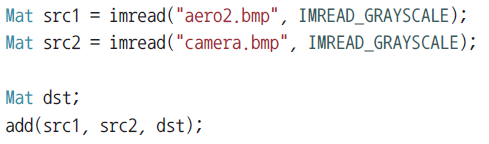 Mat src1 = imread("aero2.bmp", IMREAD_GRAYSCALE);
Mat src2 = imread("camera.bmp", IMREAD_GRAYSCALE);
Mat dst;
add(src1, src2, dst);